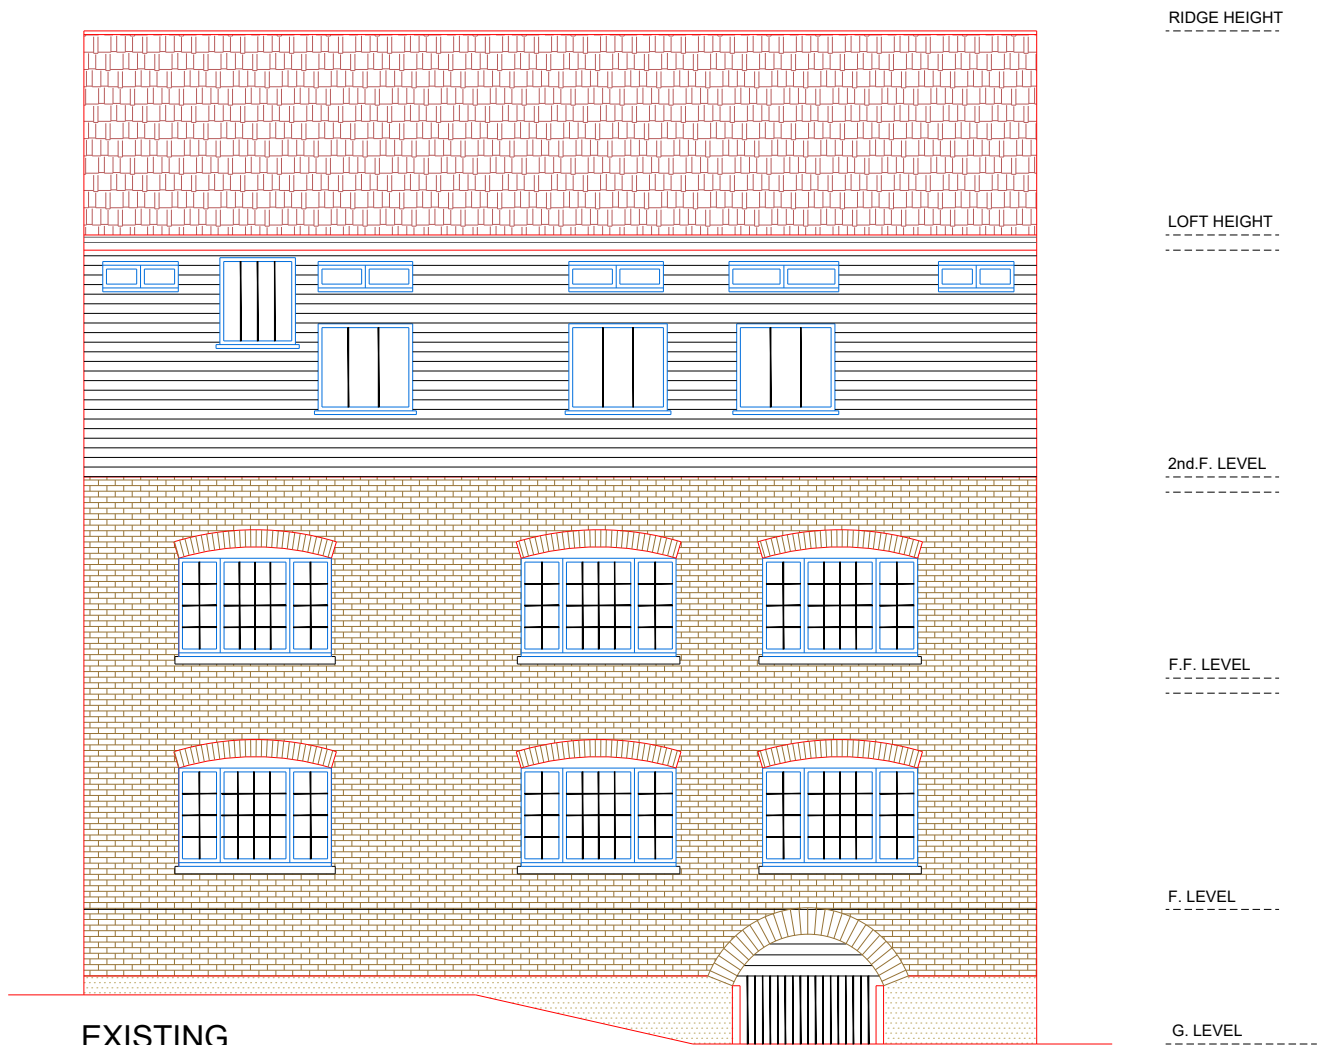 RIDGE HEIGHT
LOFT HEIGHT
2nd.F. LEVEL
F.F. LEVEL
F. LEVEL
G. LEVEL
EXISTING